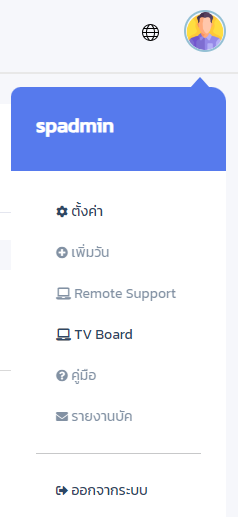 spadmin
ตั้งค่า
เพิ่มวัน
Remote Support
TV Board
คู่มือ
รายงานบัค
ออกจากระบบ